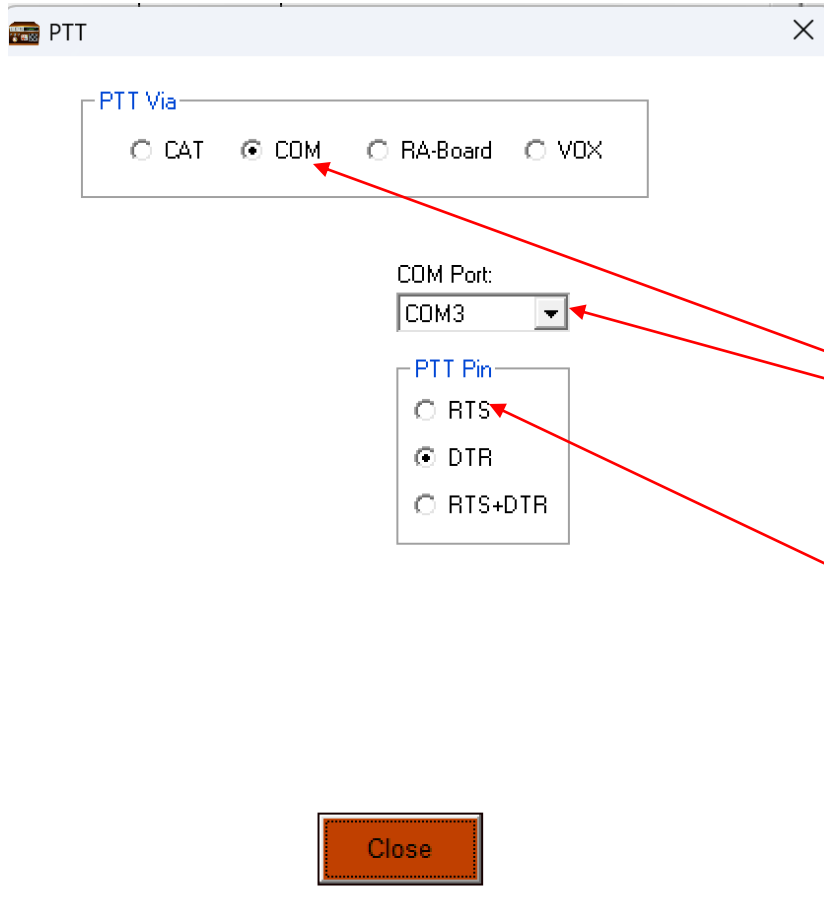 PTT
PTT Via
CAT COM RA-Board VOX
COM Port:
COM3
PTT Pin
RTS
DTR
RTS+DTR
Close